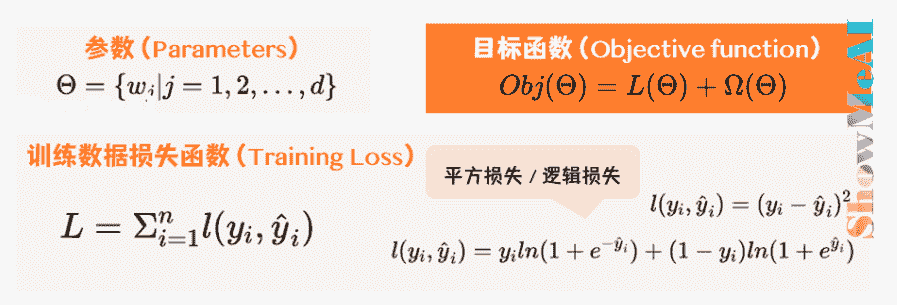 参数(Parameters)
Θ = {w_j|j = 1, 2, . . . , d}
目标函数(Objective function)
Obj(Θ) = L(Θ) + Ω(Θ)
训练数据损失函数(Training Loss)
平方损失 / 逻辑损失
L = Σ_{i=1}^{n} l(y_i, ŷ_i)
l(y_i, ŷ_i) = (y_i − ŷ_i)^2
l(y_i, ŷ_i) = y_i ln(1 + e^{−ŷ_i}) + (1 − y_i)ln(1 + e^{ŷ_i})
ShowMeAI